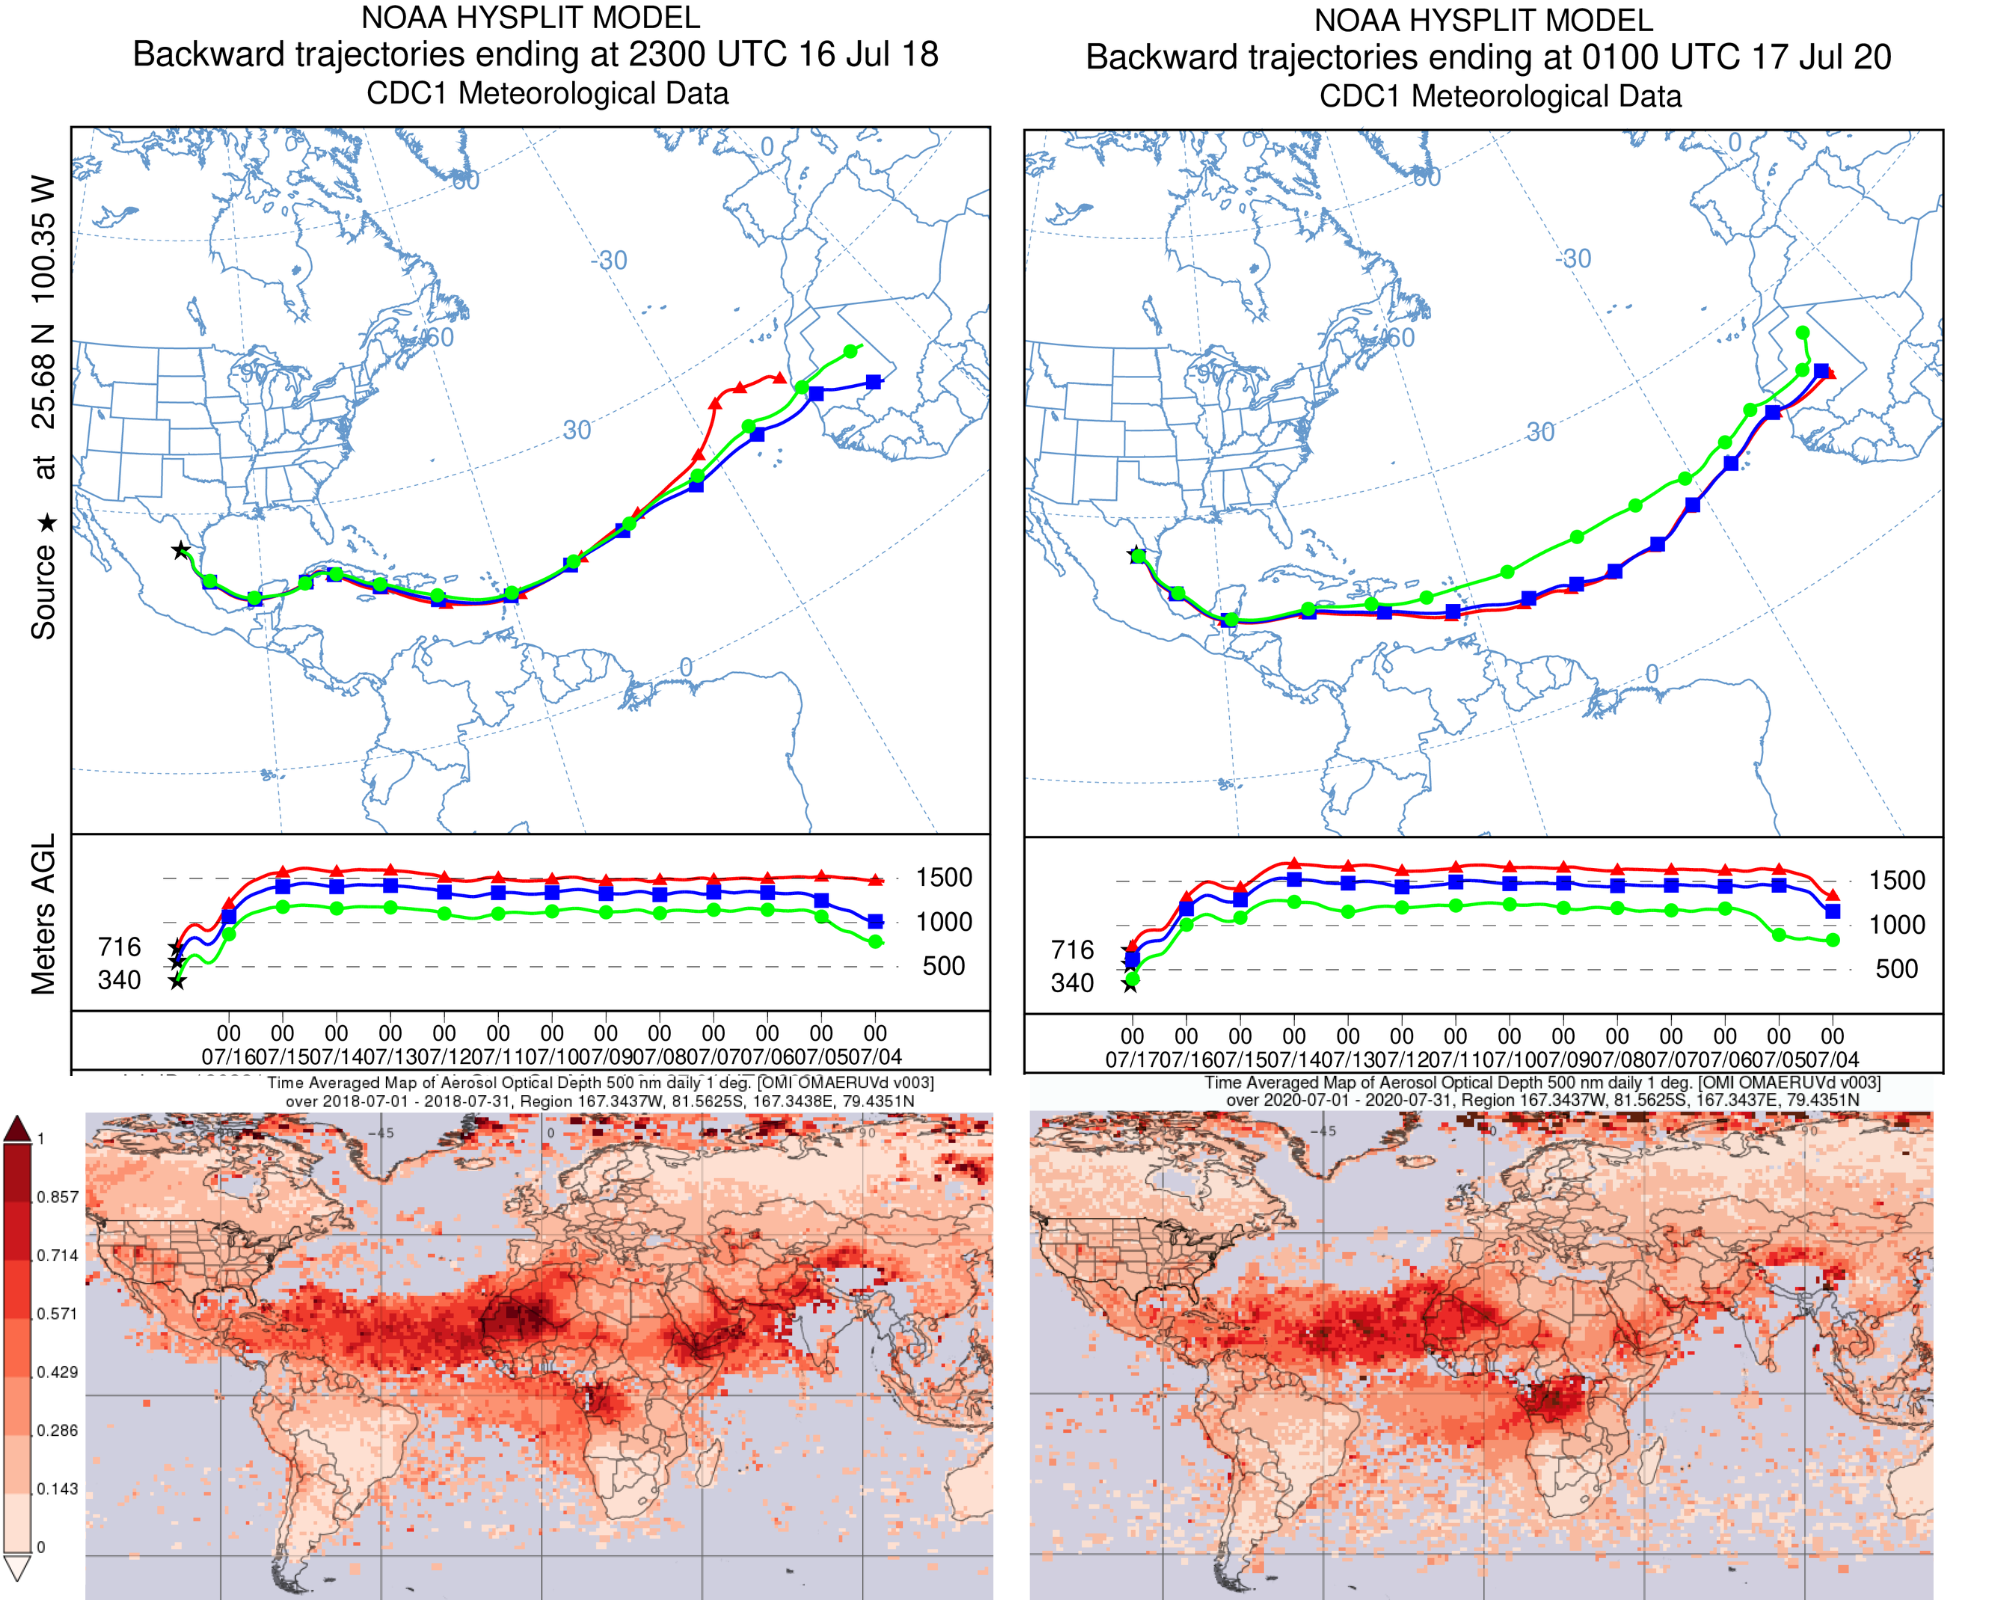 NOAA HYSPLIT MODEL
Backward trajectories ending at 2300 UTC 16 Jul 18
CDC1 Meteorological Data
Source ★ at 25.68 N 100.35 W
0
60
-30
-60
-90
30
0
Meters AGL
1500
1000
500
716
340
00 00 00 00 00 00 00 00 00 00 00 00 00
07/16 07/15 07/14 07/13 07/12 07/11 07/10 07/09 07/08 07/07 07/06 07/05 07/04
Time Averaged Map of Aerosol Optical Depth 500 nm daily 1 deg. [OMI OMAERUVd v003]
over 2018-07-01 - 2018-07-31, Region 167.3437W, 81.5625S, 167.3438E, 79.4351N
1
0.857
0.714
0.571
0.429
0.286
0.143
0
-45
0
90
NOAA HYSPLIT MODEL
Backward trajectories ending at 0100 UTC 17 Jul 20
CDC1 Meteorological Data
0
60
-30
-60
-90
30
0
1500
1000
500
716
340
00 00 00 00 00 00 00 00 00 00 00 00 00 00
07/17 07/16 07/15 07/14 07/13 07/12 07/11 07/10 07/09 07/08 07/07 07/06 07/05 07/04
Time Averaged Map of Aerosol Optical Depth 500 nm daily 1 deg. [OMI OMAERUVd v003]
over 2020-07-01 - 2020-07-31, Region 167.3437W, 81.5625S, 167.3437E, 79.4351N
-45
0
90